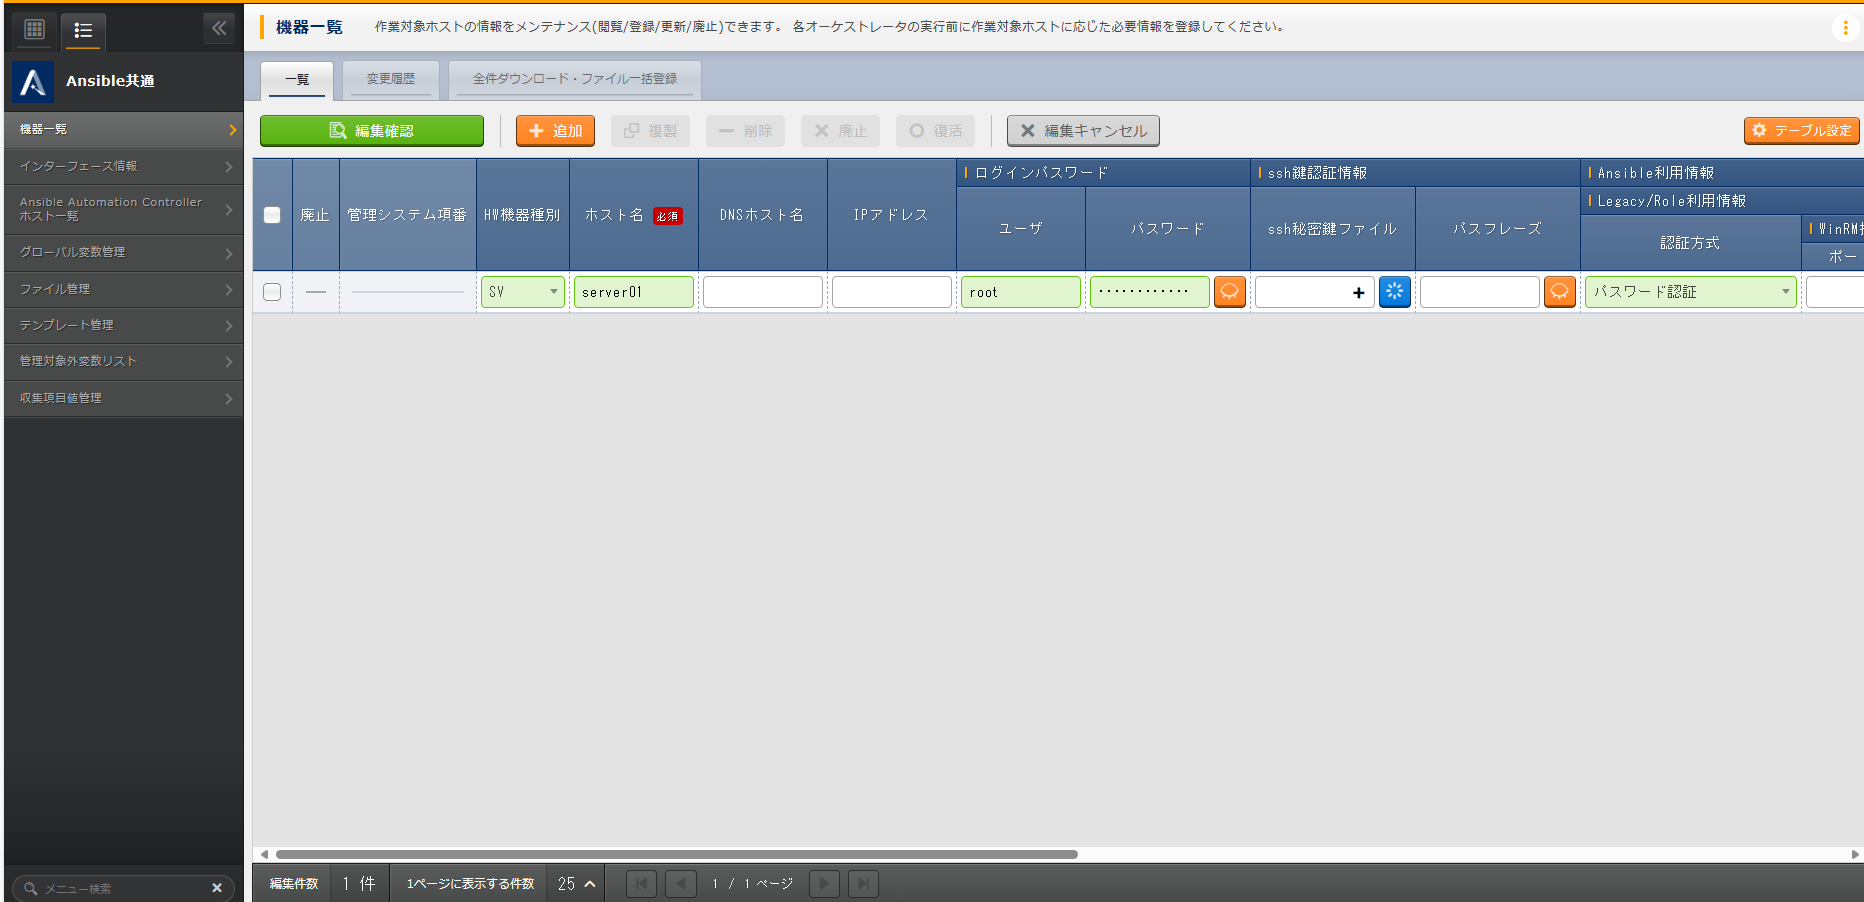 機器一覧
作業対象ホストの情報をメンテナンス(閲覧/登録/更新/廃止)できます。 各オーケストレータの実行前に作業対象ホストに応じた必要情報を登録してください。
Ansible共通
機器一覧
インターフェース情報
Ansible Automation Controller
ホスト一覧
グローバル変数管理
ファイル管理
テンプレート管理
管理対象外変数リスト
収集項目値管理
メニュー検索
一覧
変更履歴
全件ダウンロード・ファイル一括登録
編集確認
追加
複製
削除
廃止
復活
編集キャンセル
テーブル設定
廃止
管理システム項番
HW機器種別
ホスト名 必須
DNSホスト名
IPアドレス
ログインパスワード
ユーザ
パスワード
ssh鍵認証情報
ssh秘密鍵ファイル
パスフレーズ
Ansible利用情報
Legacy/Role利用情報
認証方式
WinRM
ポー
SV
server01
root
············
パスワード認証
編集件数
1 件
1ページに表示する件数
25
1 / 1 ページ